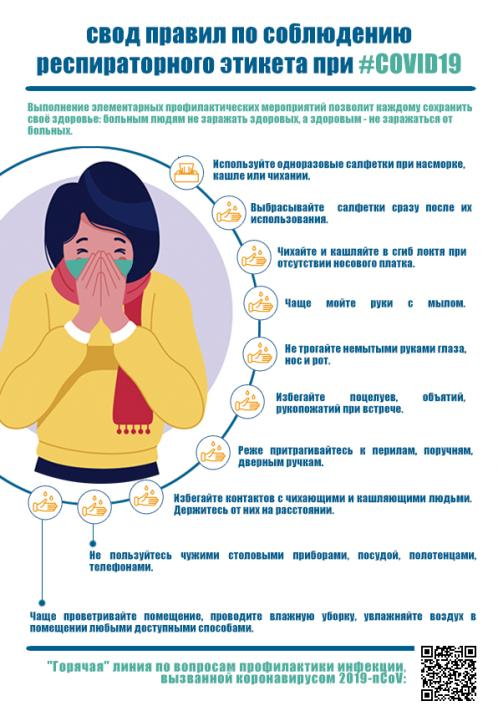 свод правил по соблюдению
респираторного этикета при #COVID19
Выполнение элементарных профилактических мероприятий позволит каждому сохранить
своё здоровье: больным людям не заражать здоровых, а здоровым - не заражаться от
больных.
Используйте одноразовые салфетки при насморке,
кашле или чихании.
Выбрасывайте салфетки сразу после их
использования.
Чихайте и кашляйте в сгиб локтя при
отсутствии носового платка.
Чаще мойте руки с мылом.
Не трогайте немытыми руками глаза,
нос и рот.
Избегайте поцелуев, объятий,
рукопожатий при встрече.
Реже притрагивайтесь к перилам, поручням,
дверным ручкам.
Избегайте контактов с чихающими и кашляющими людьми.
Держитесь от них на расстоянии.
Не пользуйтесь чужими столовыми приборами, посудой, полотенцами,
телефонами.
Чаще проветривайте помещение, проводите влажную уборку, увлажняйте воздух в
помещении любыми доступными способами.
"Горячая" линия по вопросам профилактики инфекции,
вызванной коронавирусом 2019-nCoV: